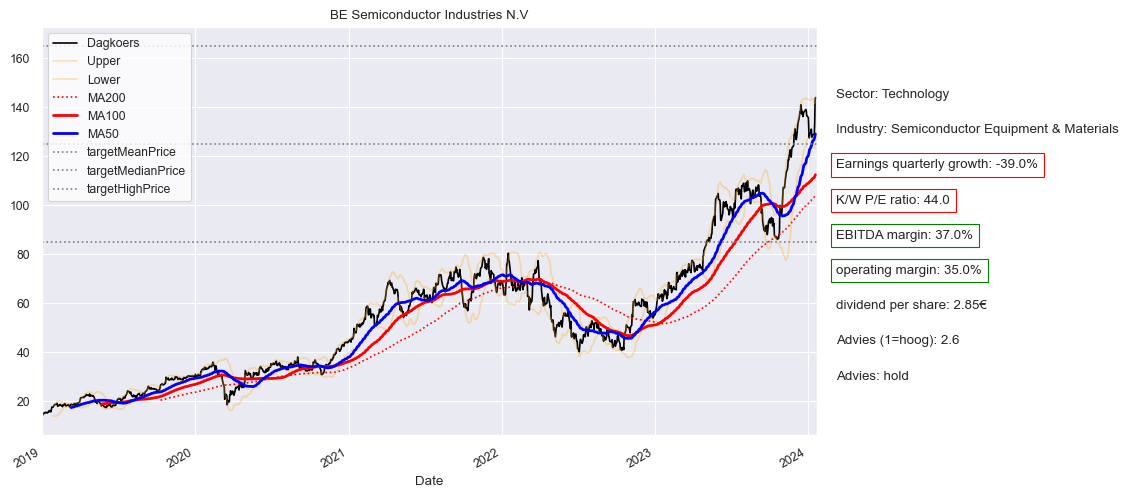 BE Semiconductor Industries N.V
Dagkoers
Upper
Lower
MA200
MA100
MA50
targetMeanPrice
targetMedianPrice
targetHighPrice
160
140
120
100
80
60
40
20
2019
2020
2021
2022
2023
2024
Date
Sector: Technology
Industry: Semiconductor Equipment & Materials
Earnings quarterly growth: -39.0%
K/W P/E ratio: 44.0
EBITDA margin: 37.0%
operating margin: 35.0%
dividend per share: 2.85€
Advies (1=hoog): 2.6
Advies: hold